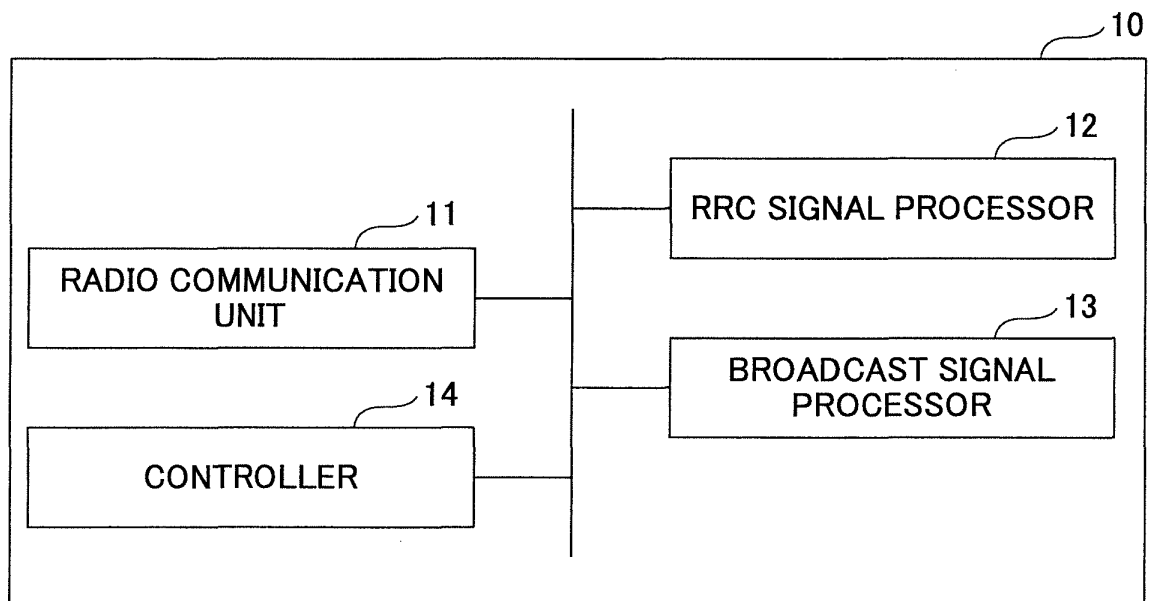 10
12
RRC SIGNAL PROCESSOR
11
RADIO COMMUNICATION
UNIT
13
BROADCAST SIGNAL
PROCESSOR
14
CONTROLLER